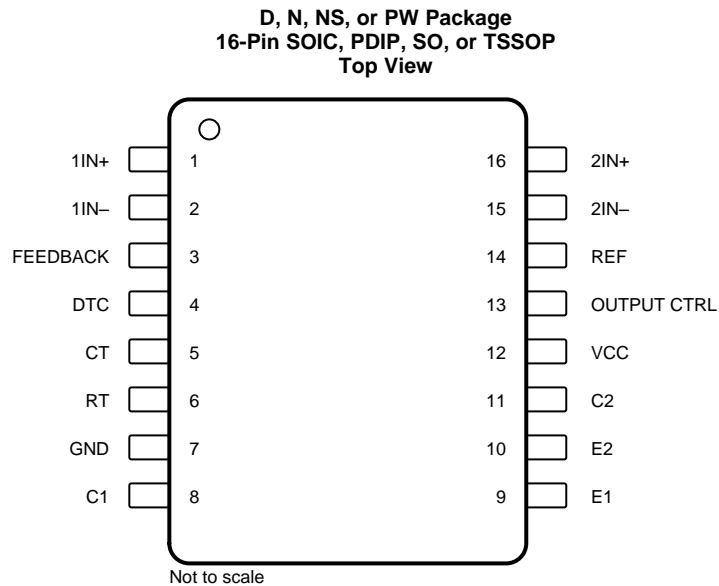 D, N, NS, or PW Package
16-Pin SOIC, PDIP, SO, or TSSOP
Top View
1IN+ 1 16 2IN+
1IN– 2 15 2IN–
FEEDBACK 3 14 REF
DTC 4 13 OUTPUT CTRL
CT 5 12 VCC
RT 6 11 C2
GND 7 10 E2
C1 8 9 E1
Not to scale